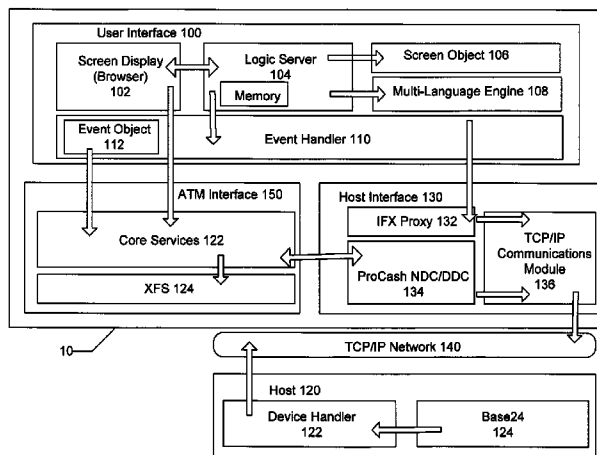 User Interface 100
Screen Display
(Browser)
102
Logic Server
104
Memory
Screen Object 106
Multi-Language Engine 108
Event Object
112
Event Handler 110
ATM Interface 150
Core Services 122
XFS 124
Host Interface 130
IFX Proxy 132
ProCash NDC/DDC
134
TCP/IP
Communications
Module
136
10
TCP/IP Network 140
Host 120
Device Handler
122
Base24
124